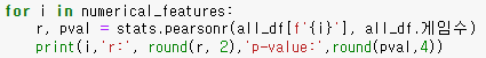 for i in numerical_features:
    r, pval = stats.pearsonr(all_df[f'{i}'], all_df.게임수)
    print(i,'r:', round(r, 2),'p-value:',round(pval,4))